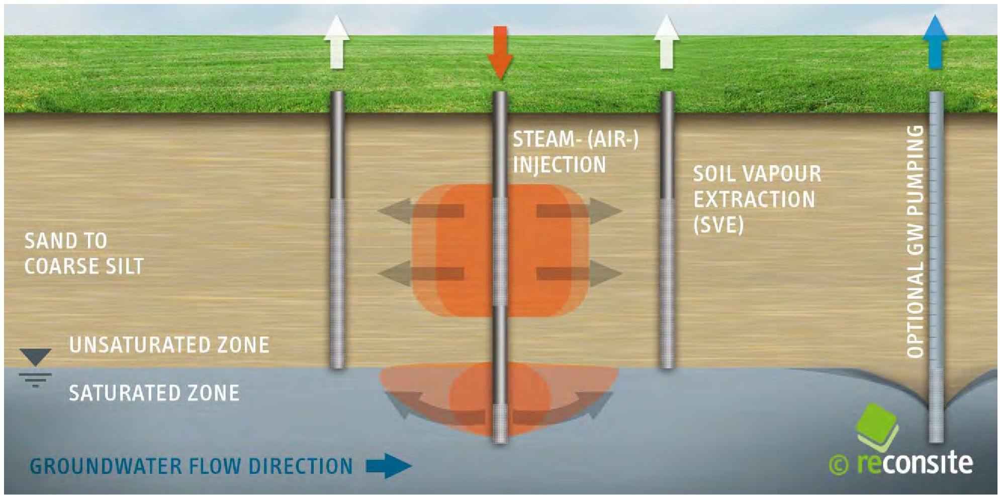 STEAM- (AIR-)
INJECTION
SOIL VAPOUR
EXTRACTION
(SVE)
OPTIONAL GW PUMPING
SAND TO
COARSE SILT
UNSATURATED ZONE
SATURATED ZONE
GROUNDWATER FLOW DIRECTION
© reconsite